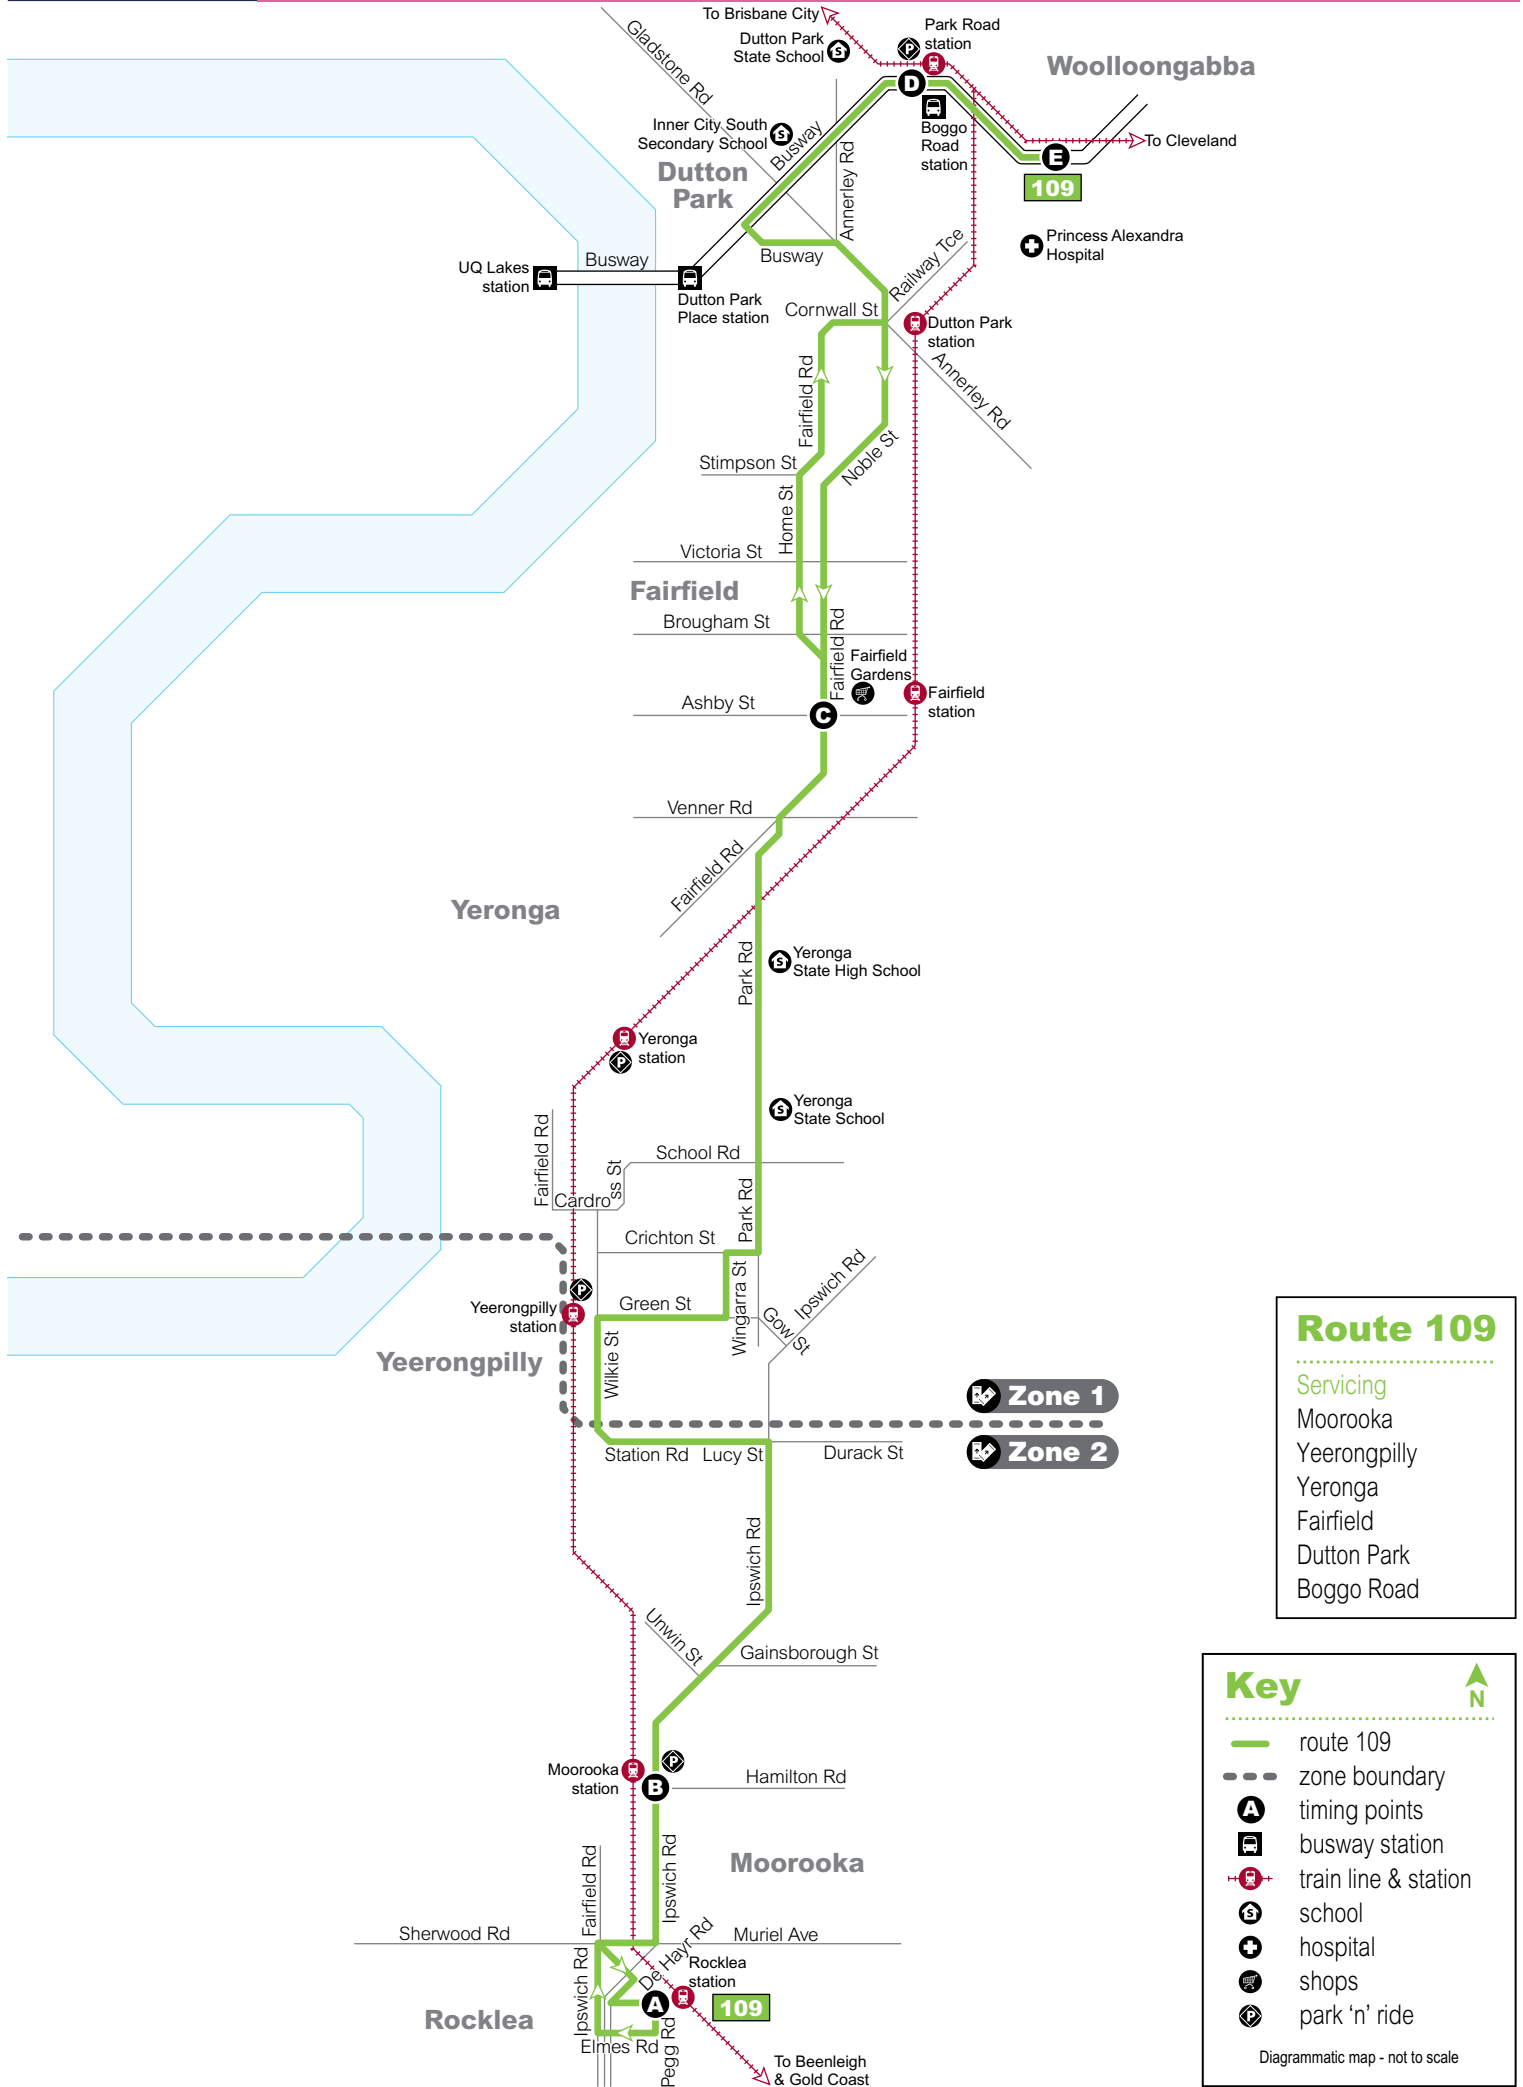 To Brisbane City
Park Road
station
Dutton Park
State School
Woolloongabba
Gladstone Rd
D
Inner City South
Secondary School
Busway
Annerley Rd
Boggo
Road
station
To Cleveland
E
109
Dutton
Park
Princess Alexandra
Hospital
Busway
Railway Tce
UQ Lakes
station
Busway
Dutton Park
Place station
Cornwall St
Dutton Park
station
Fairfield Rd
Annerley Rd
Noble St
Stimpson St
Home St
Victoria St
Fairfield
Brougham St
Fairfield Rd
Fairfield
Gardens
Ashby St
C
Fairfield
station
Venner Rd
Fairfield Rd
Yeronga
Park Rd
Yeronga
State High School
Yeronga
station
Yeronga
State School
Fairfield Rd
School Rd
Cardro
ss St
Park Rd
Crichton St
Wingarra St
Ipswich Rd
Yeerongpilly
station
Green St
Gow St
Yeerongpilly
Wilkie St
Zone 1
Station Rd
Lucy St
Durack St
Zone 2
Ipswich Rd
Unwin St
Gainsborough St
Moorooka
station
B
Hamilton Rd
Ipswich Rd
Moorooka
Fairfield Rd
Sherwood Rd
De Hayr Rd
Muriel Ave
Ipswich Rd
Rocklea
station
A
109
Rocklea
Elmes Rd
Pegg Rd
To Beenleigh
& Gold Coast
Route 109
Servicing
Moorooka
Yeerongpilly
Yeronga
Fairfield
Dutton Park
Boggo Road
Key
N
route 109
zone boundary
A timing points
busway station
train line & station
S school
hospital
shops
P park ‘n’ ride
Diagrammatic map - not to scale